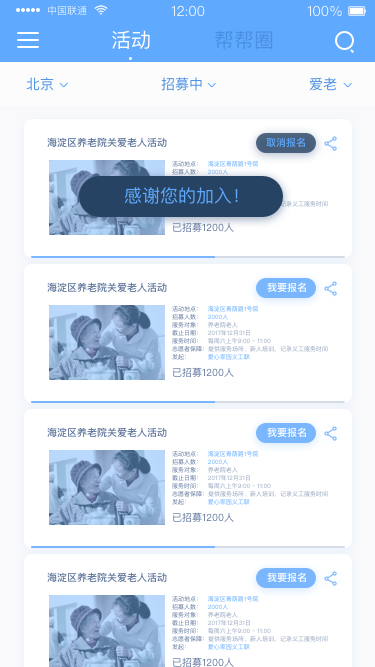 中国联通 12:00 100%
活动 帮帮圈
北京 招募中 爱老
海淀区养老院关爱老人活动 取消报名
活动地点： 海淀区青荫路1号院
招募人数： 2000人
感谢您的加入！
记录义工服务时间
已招募1200人
海淀区养老院关爱老人活动 我要报名
活动地点： 海淀区青荫路1号院
招募人数： 2000人
服务对象： 养老院老人
截止日期： 2017年12月31日
服务时间： 每周六上午9:00 - 11:00
志愿者保障：提供服务场所、新人培训、记录义工服务时间
发起： 爱心家园义工联
已招募1200人
海淀区养老院关爱老人活动 我要报名
活动地点： 海淀区青荫路1号院
招募人数： 2000人
服务对象： 养老院老人
截止日期： 2017年12月31日
服务时间： 每周六上午9:00 - 11:00
志愿者保障：提供服务场所、新人培训、记录义工服务时间
发起： 爱心家园义工联
已招募1200人
海淀区养老院关爱老人活动 我要报名
活动地点： 海淀区青荫路1号院
招募人数： 2000人
服务对象： 养老院老人
截止日期： 2017年12月31日
服务时间： 每周六上午9:00 - 11:00
志愿者保障：提供服务场所、新人培训、记录义工服务时间
发起： 爱心家园义工联
已招募1200人